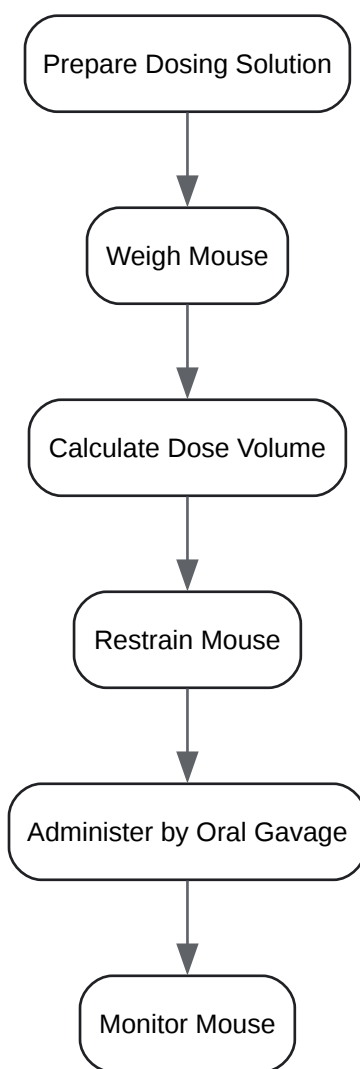 Prepare Dosing Solution
Weigh Mouse
Calculate Dose Volume
Restrain Mouse
Administer by Oral Gavage
Monitor Mouse